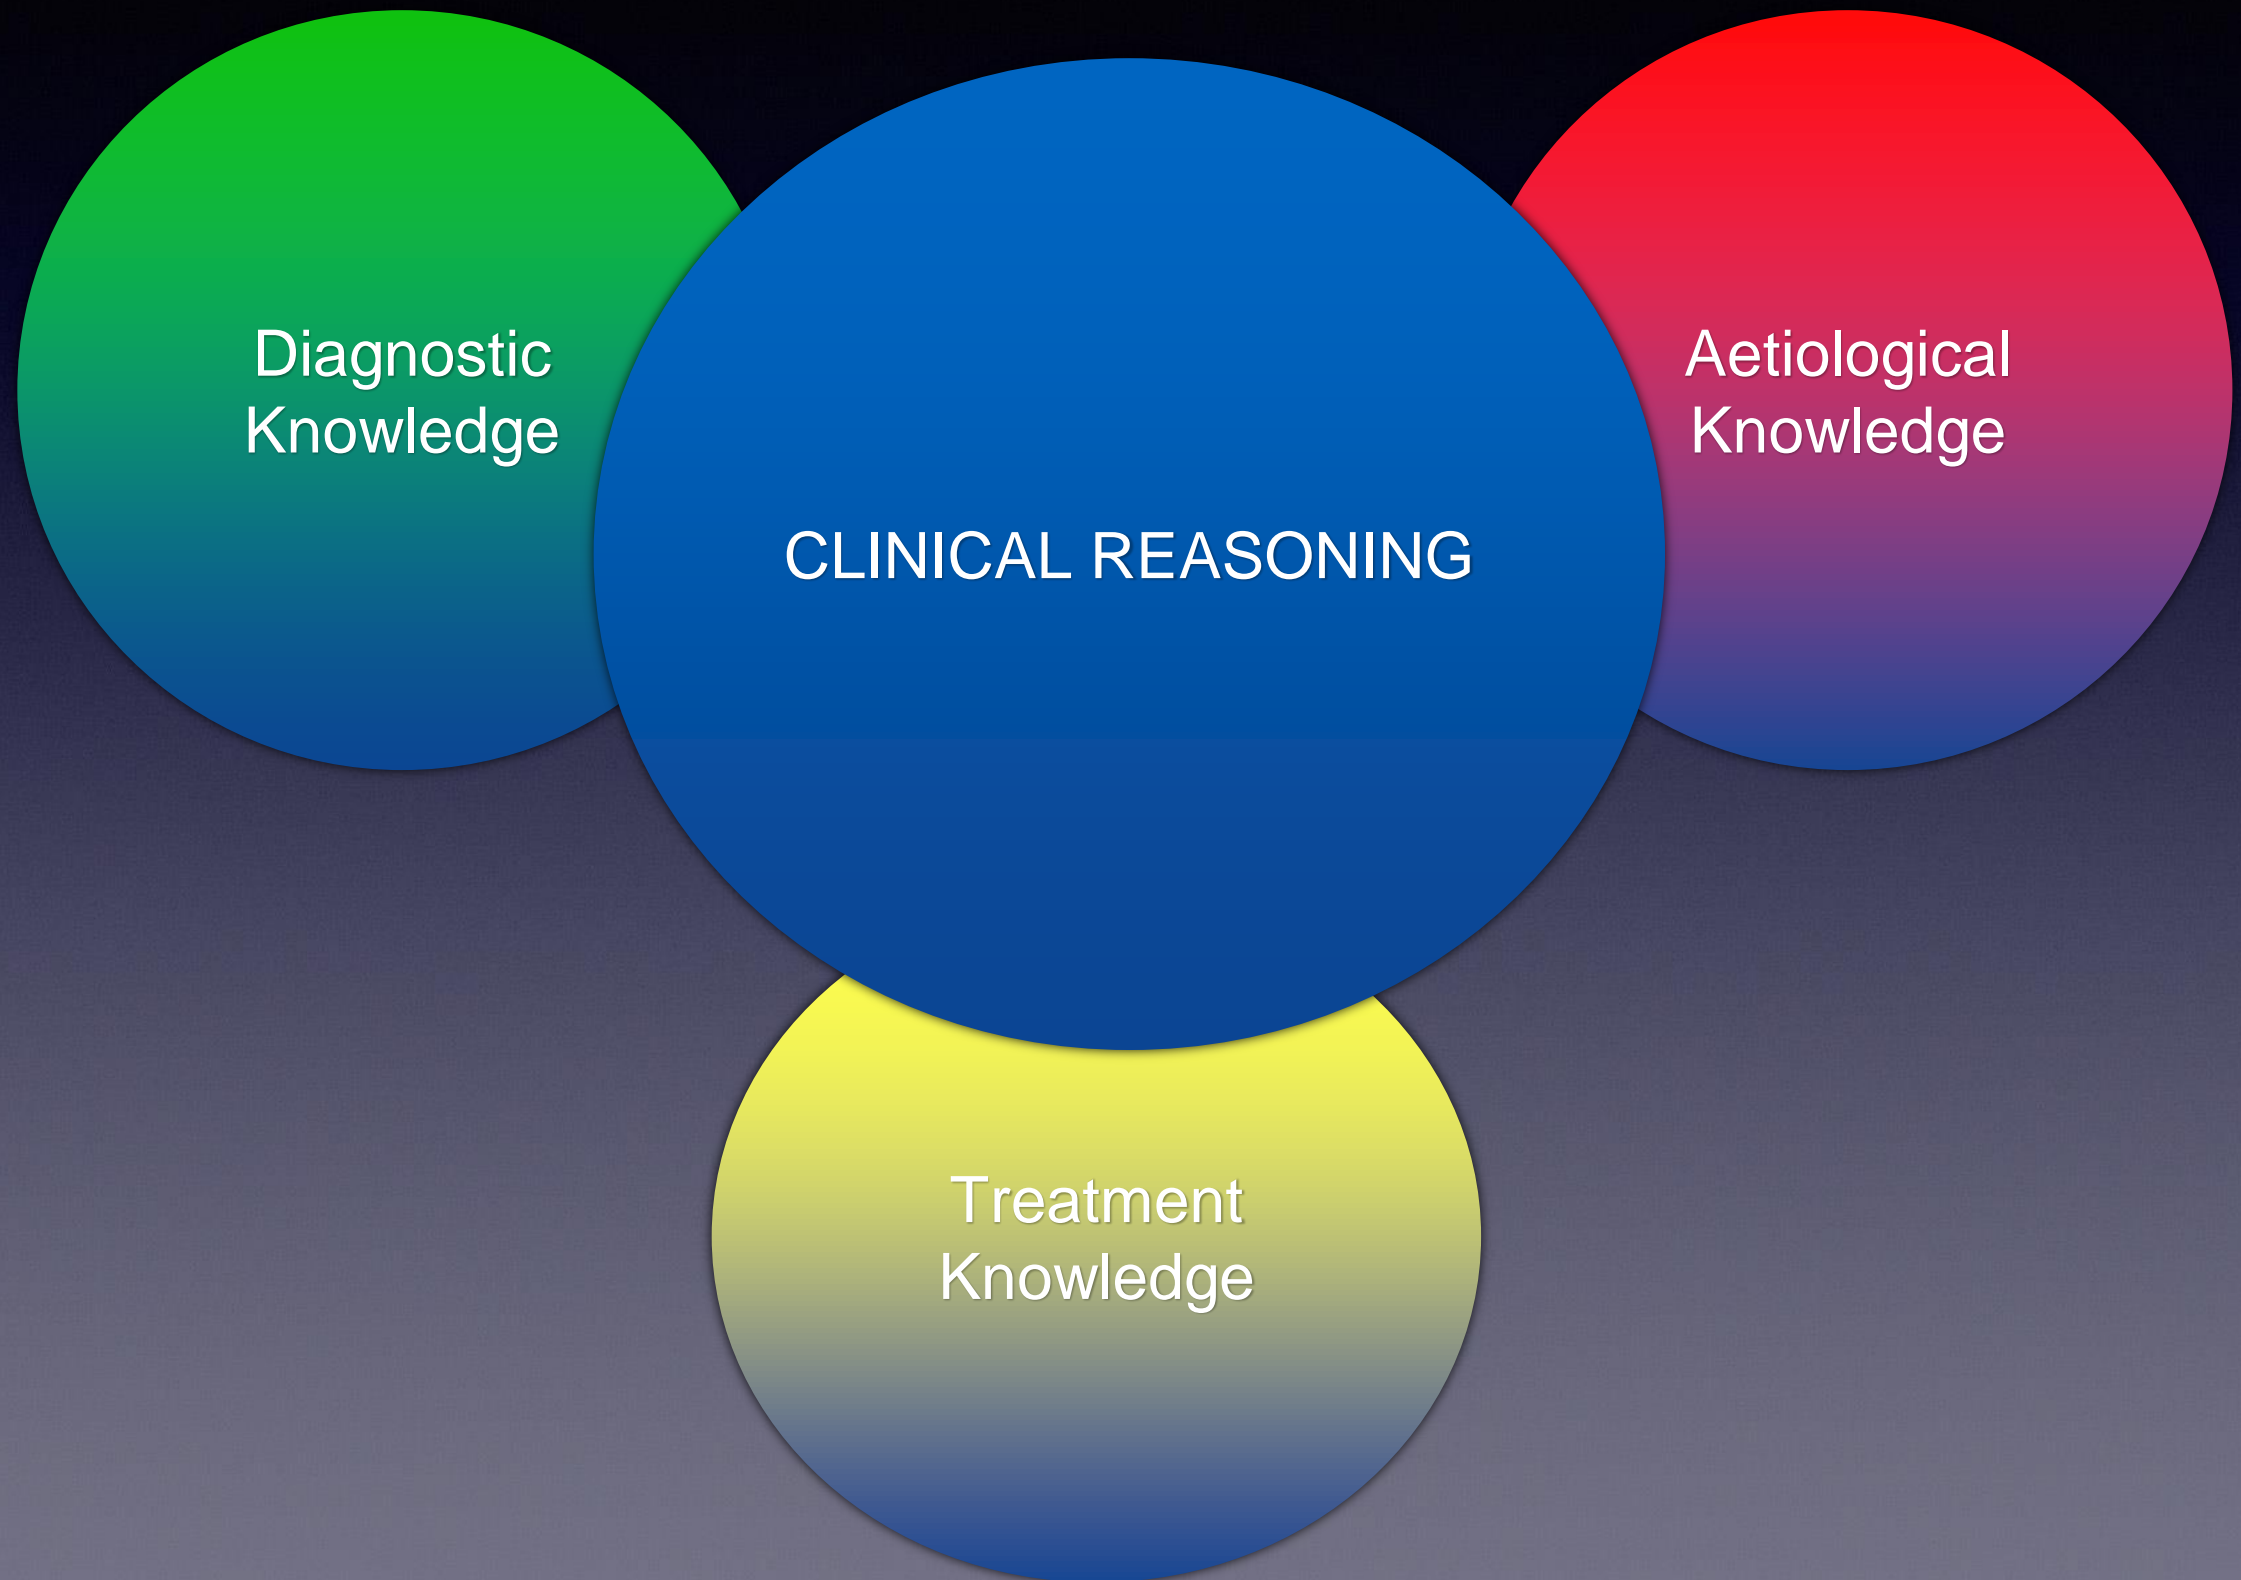 Diagnostic
Knowledge
Aetiological
Knowledge
CLINICAL REASONING
Treatment
Knowledge